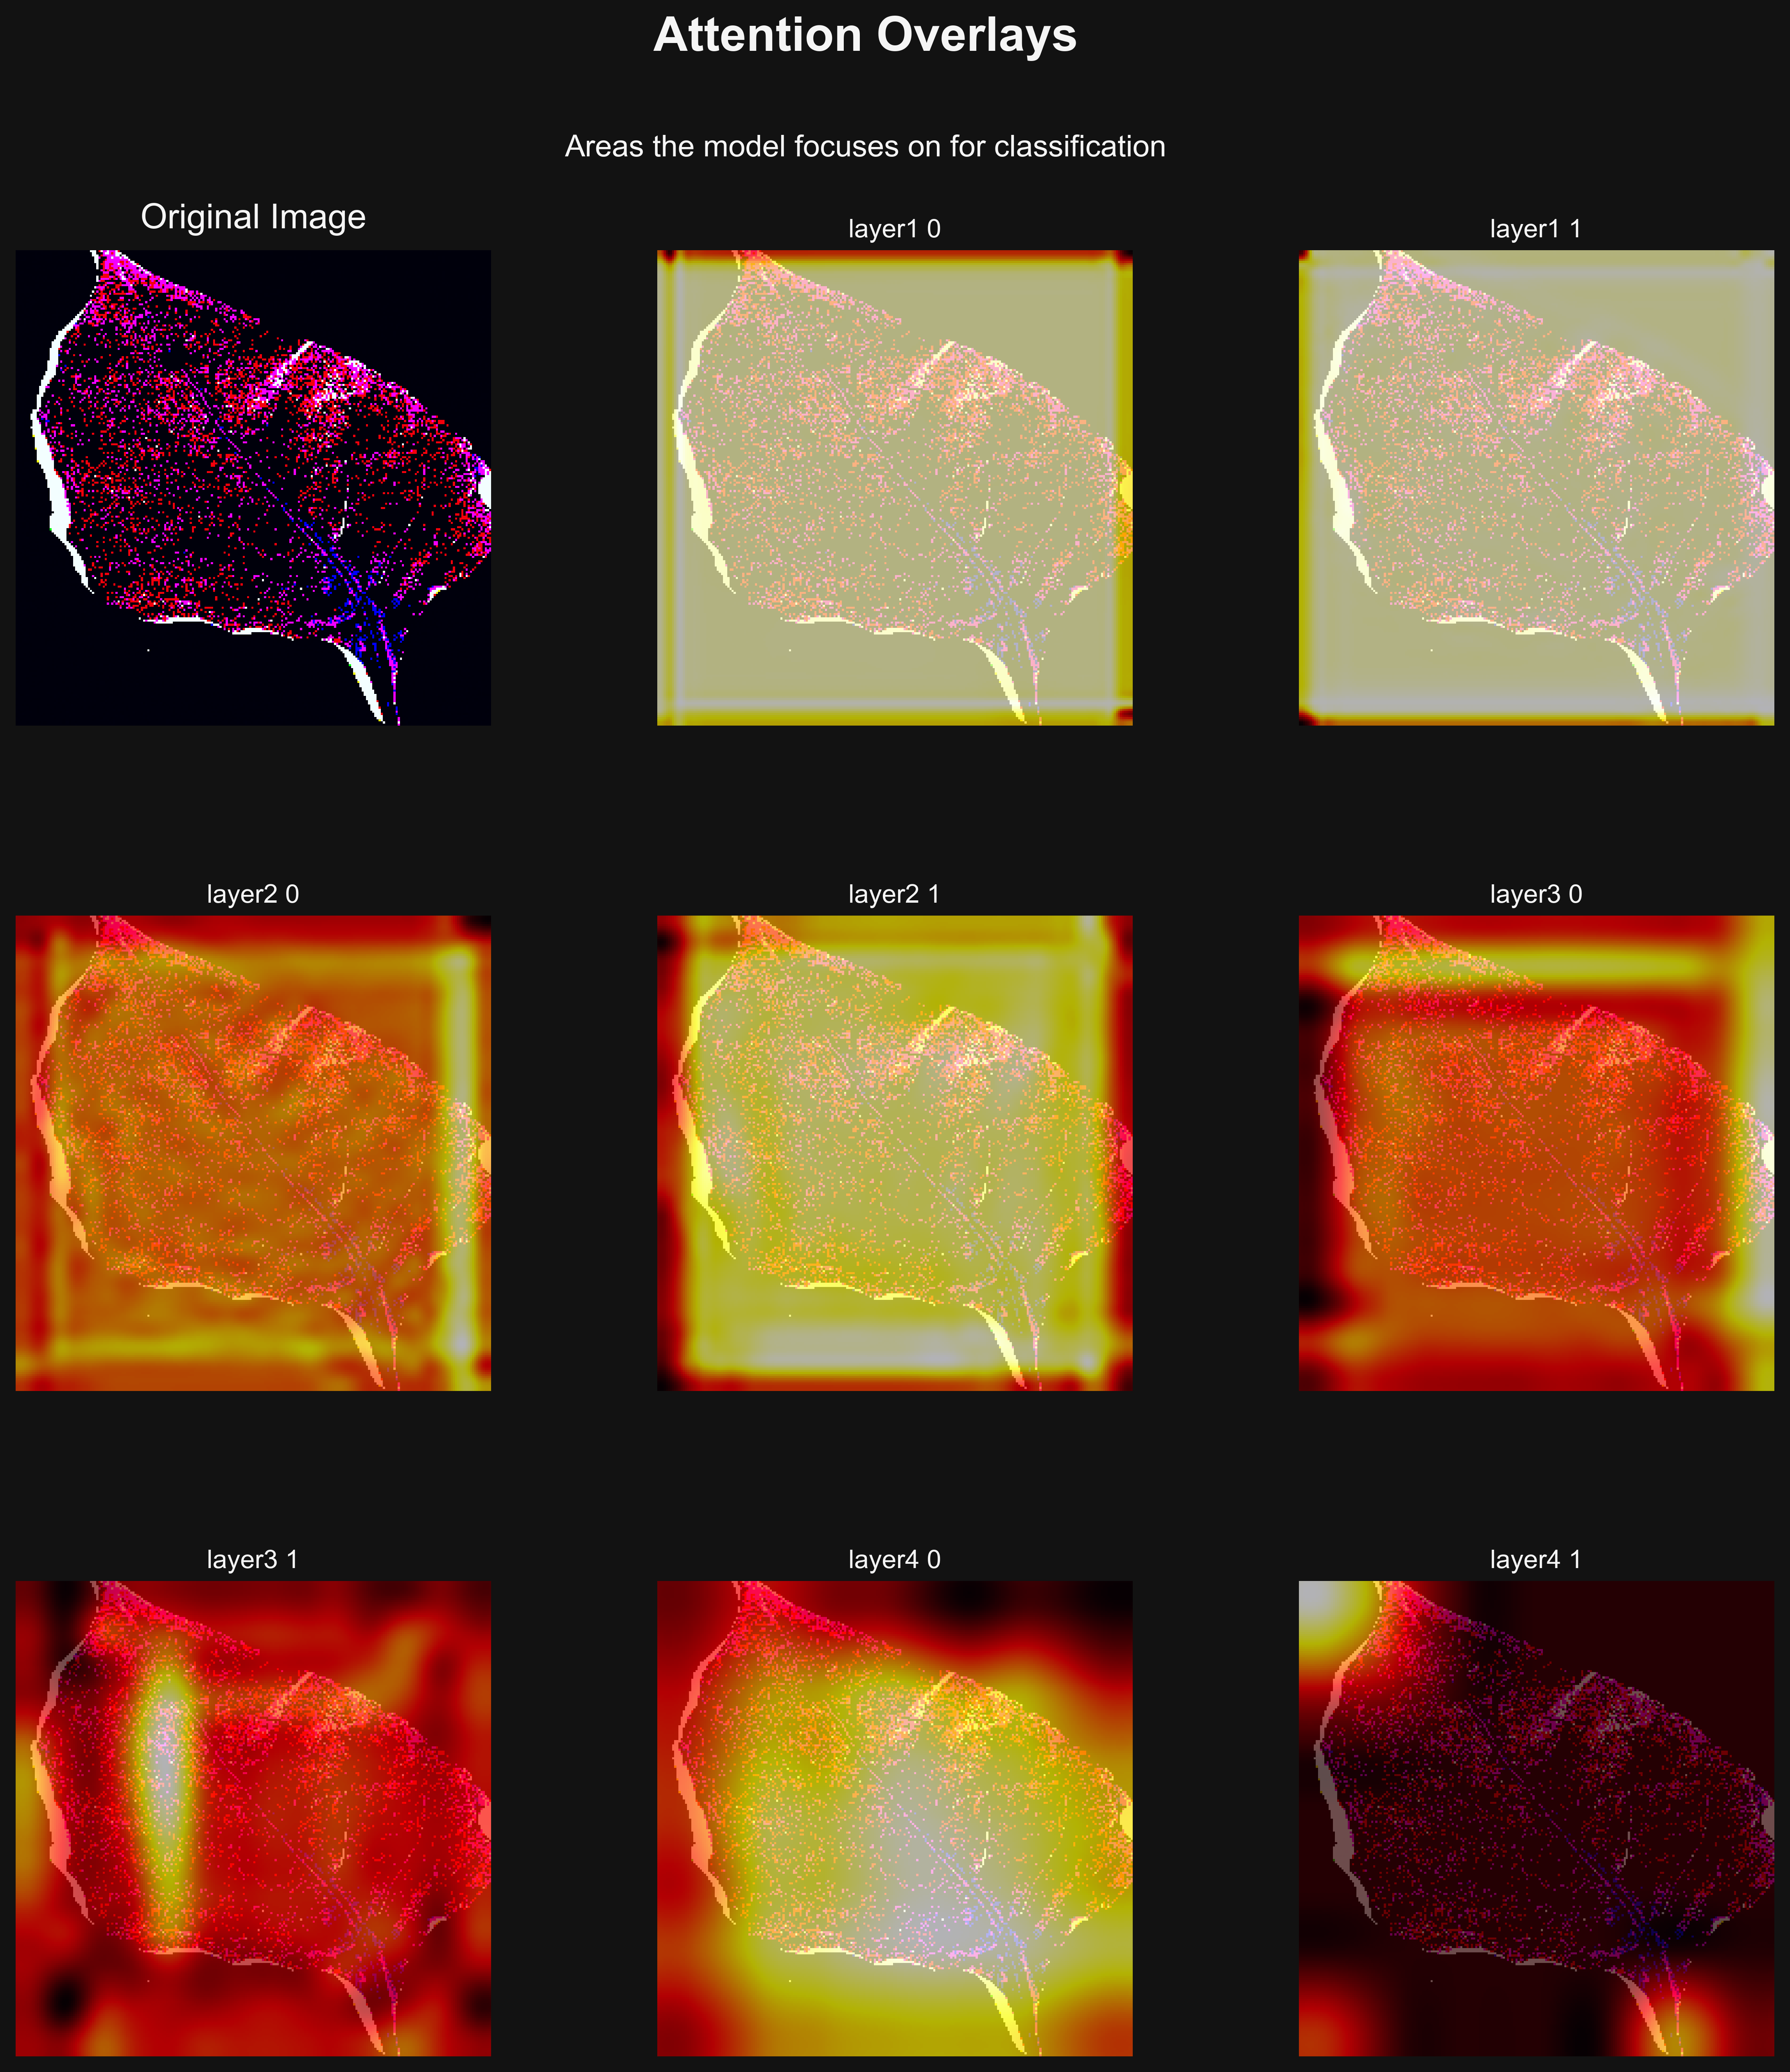 Attention Overlays
Areas the model focuses on for classification
Original Image
layer1 0
layer1 1
layer2 0
layer2 1
layer3 0
layer3 1
layer4 0
layer4 1